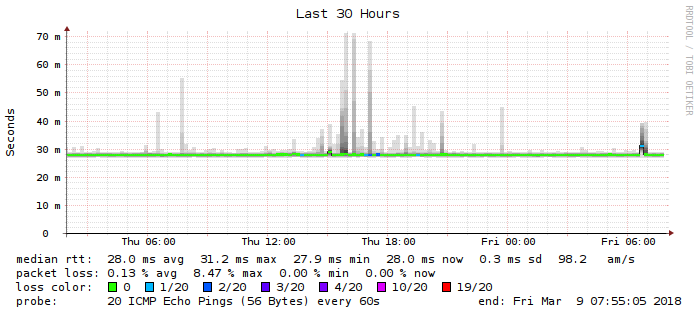 Last 30 Hours
RRDTOOL / TOBI OETIKER
Seconds
70 m
60 m
50 m
40 m
30 m
20 m
10 m
0
Thu 06:00 Thu 12:00 Thu 18:00 Fri 00:00 Fri 06:00
median rtt: 28.0 ms avg 31.2 ms max 27.9 ms min 28.0 ms now 0.3 ms sd 98.2 am/s
packet loss: 0.13 % avg 8.47 % max 0.00 % min 0.00 % now
loss color: 0 1/20 2/20 3/20 4/20 10/20 19/20
probe: 20 ICMP Echo Pings (56 Bytes) every 60s end: Fri Mar 9 07:55:05 2018